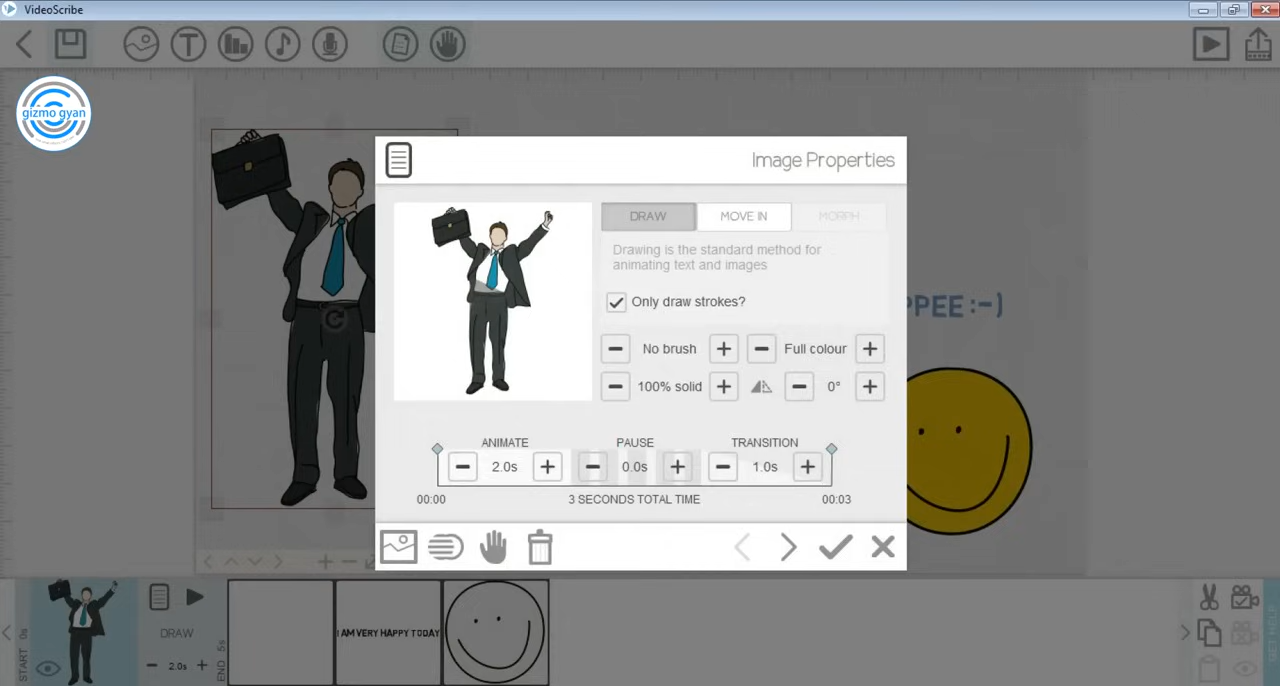 VideoScribe
gizmo gyan
Image Properties
DRAW
MOVE IN
MORPH
Drawing is the standard method for
animating text and images
Only draw strokes?
No brush
Full colour
100% solid
0°
PPEE :-)
ANIMATE
PAUSE
TRANSITION
2.0s
0.0s
1.0s
00:00
3 SECONDS TOTAL TIME
00:03
START 0s
DRAW
2.0s
END 5s
I AM VERY HAPPY TODAY
GET HELP